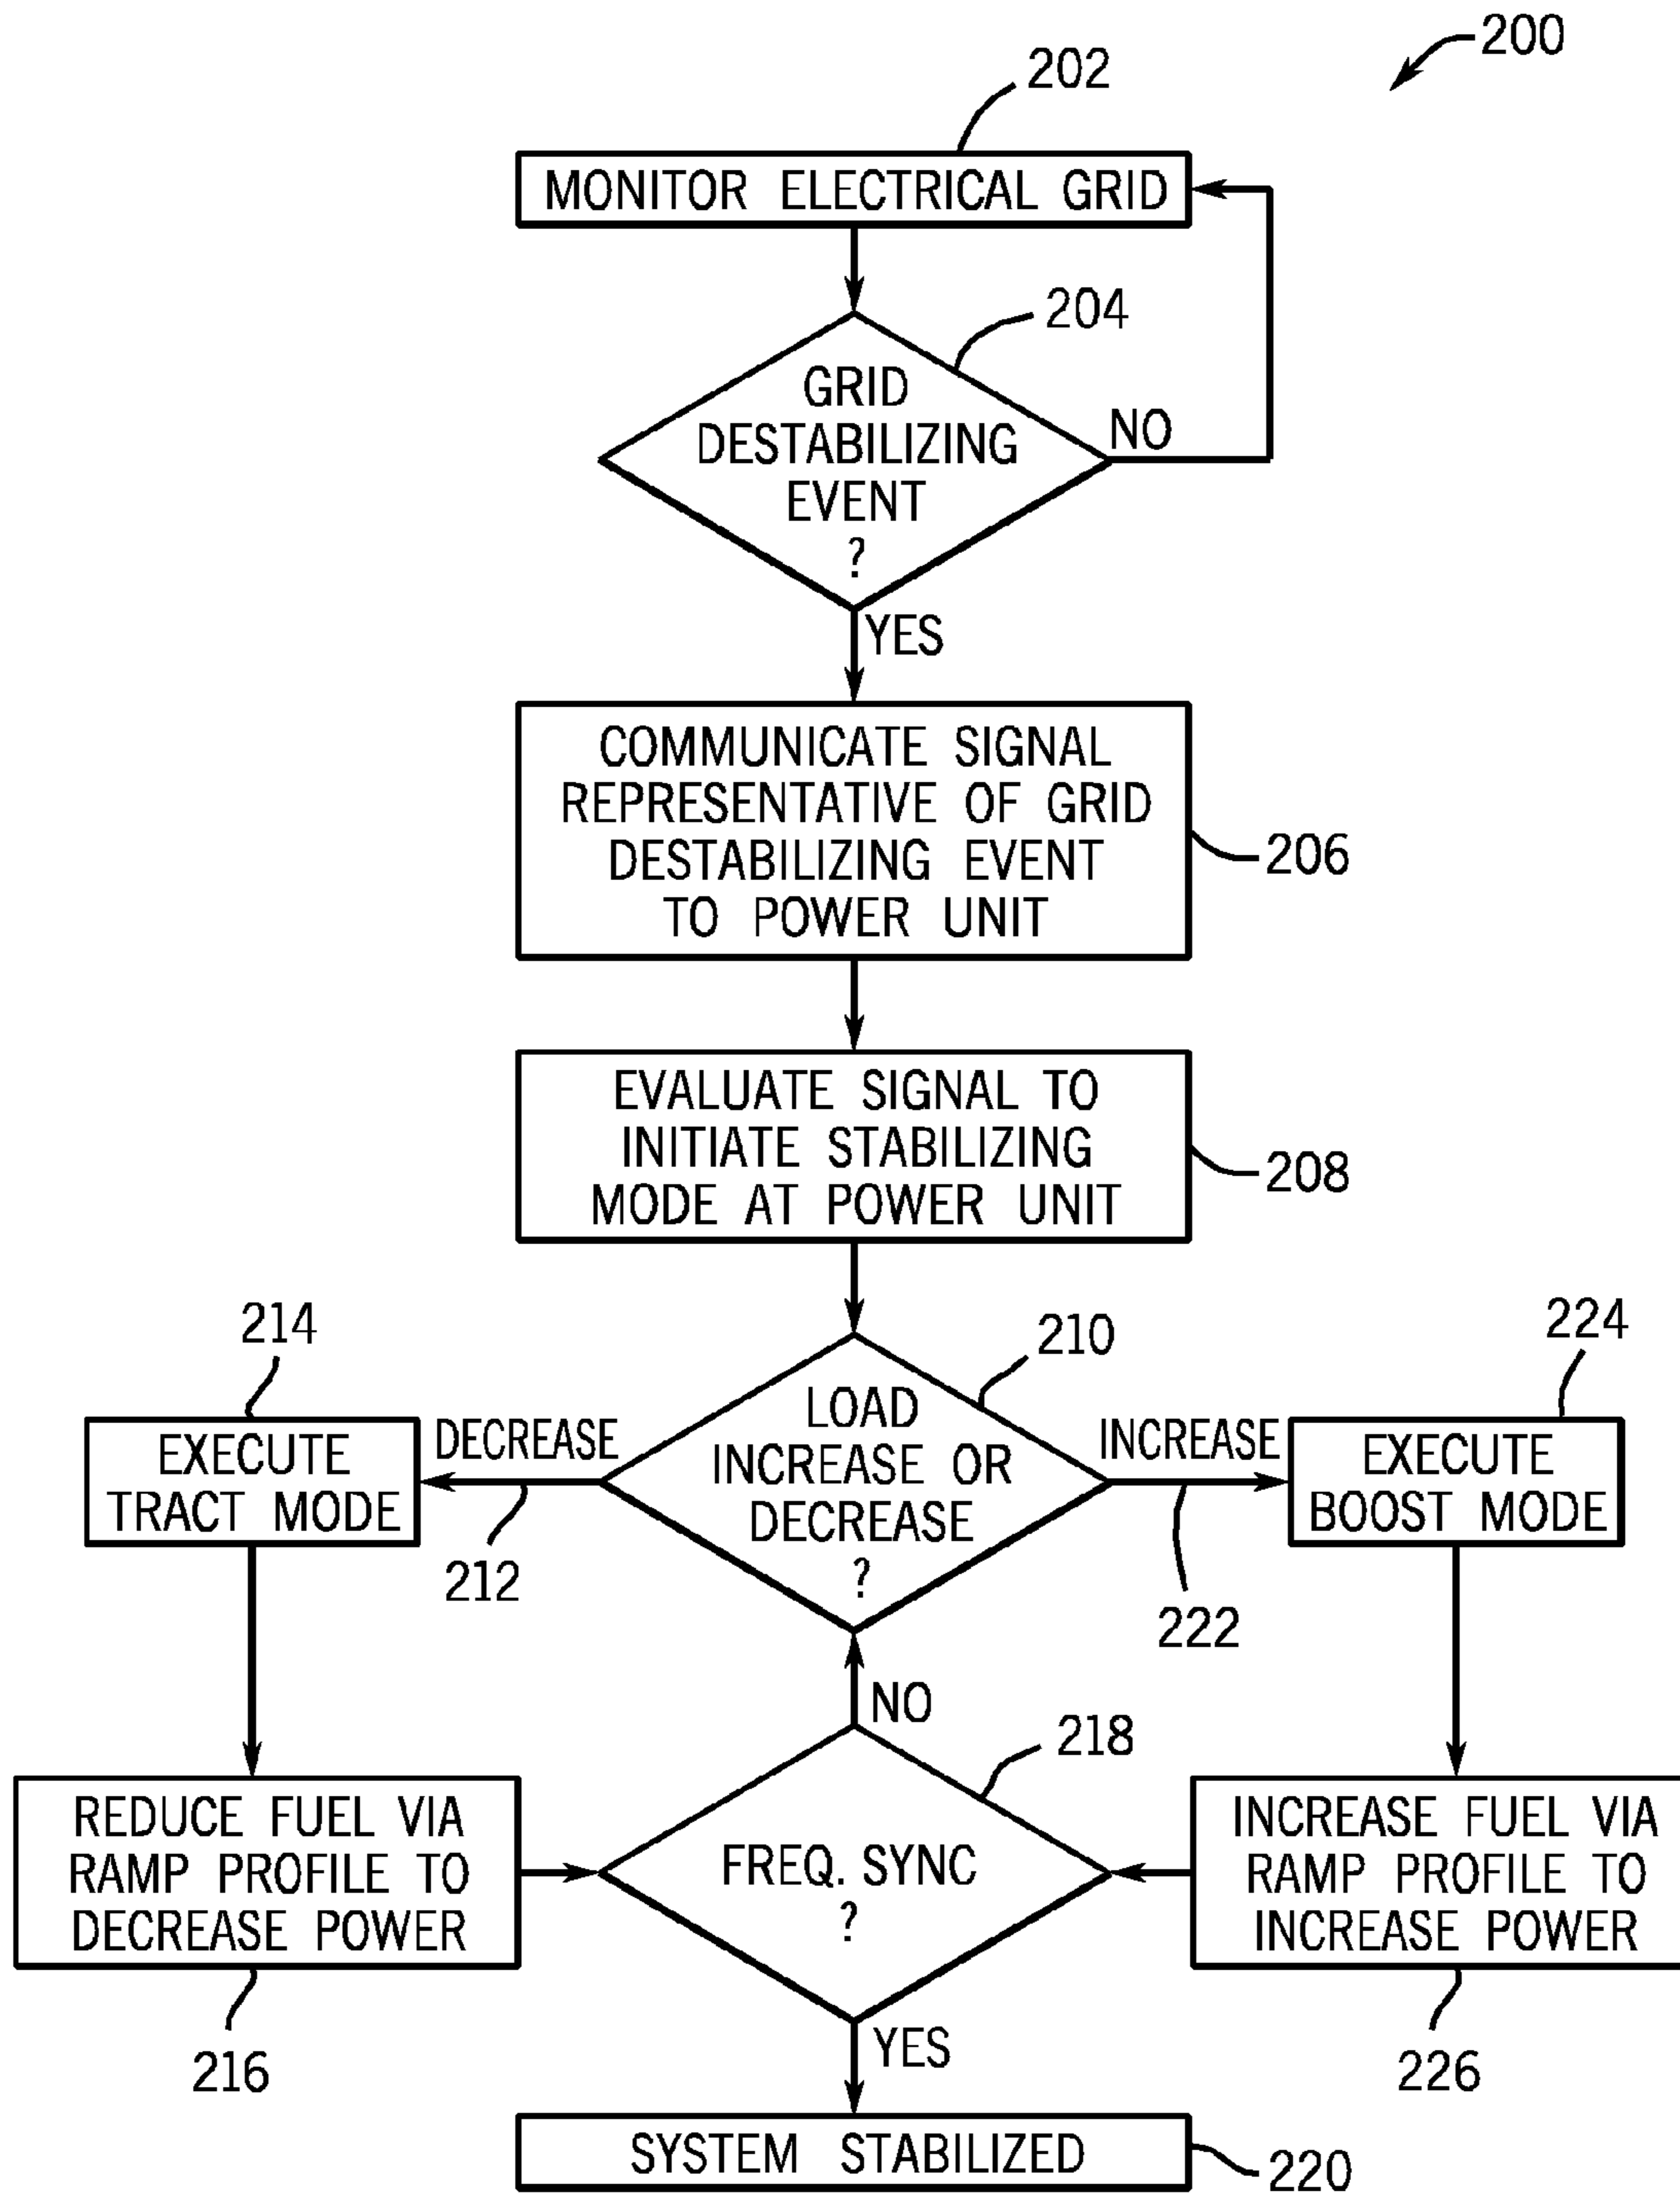 200
202
MONITOR ELECTRICAL GRID
204
GRID
DESTABILIZING
EVENT
?
NO
YES
COMMUNICATE SIGNAL
REPRESENTATIVE OF GRID
DESTABILIZING EVENT
TO POWER UNIT
206
EVALUATE SIGNAL TO
INITIATE STABILIZING
MODE AT POWER UNIT
208
210
LOAD
INCREASE OR
DECREASE
?
DECREASE
212
214
EXECUTE
TRACT MODE
INCREASE
222
224
EXECUTE
BOOST MODE
NO
218
REDUCE FUEL VIA
RAMP PROFILE TO
DECREASE POWER
216
FREQ. SYNC
?
INCREASE FUEL VIA
RAMP PROFILE TO
INCREASE POWER
226
YES
SYSTEM STABILIZED
220